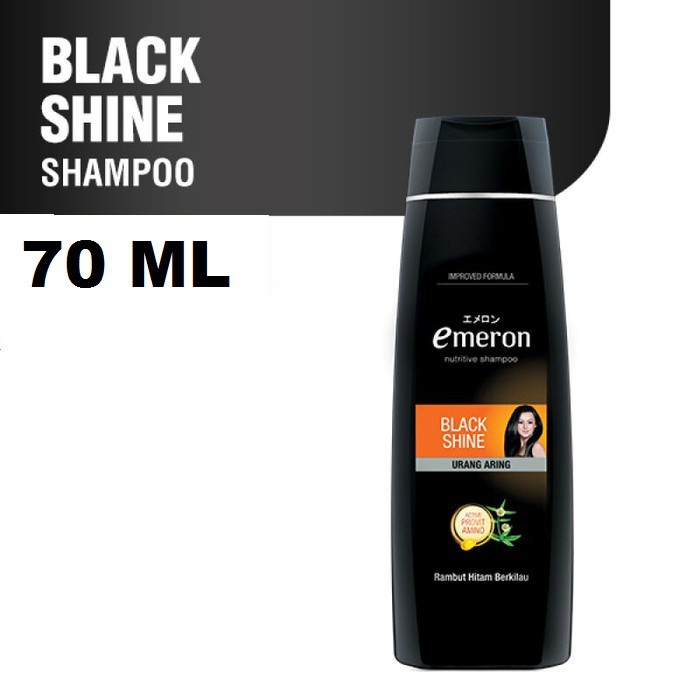 BLACK
SHINE
SHAMPOO
70 ML
IMPROVED FORMULA
エメロン
emeron
nutritive shampoo
BLACK
SHINE
URANG ARING
ACTIVE
PROVIT
AMINO
Rambut Hitam Berkilau